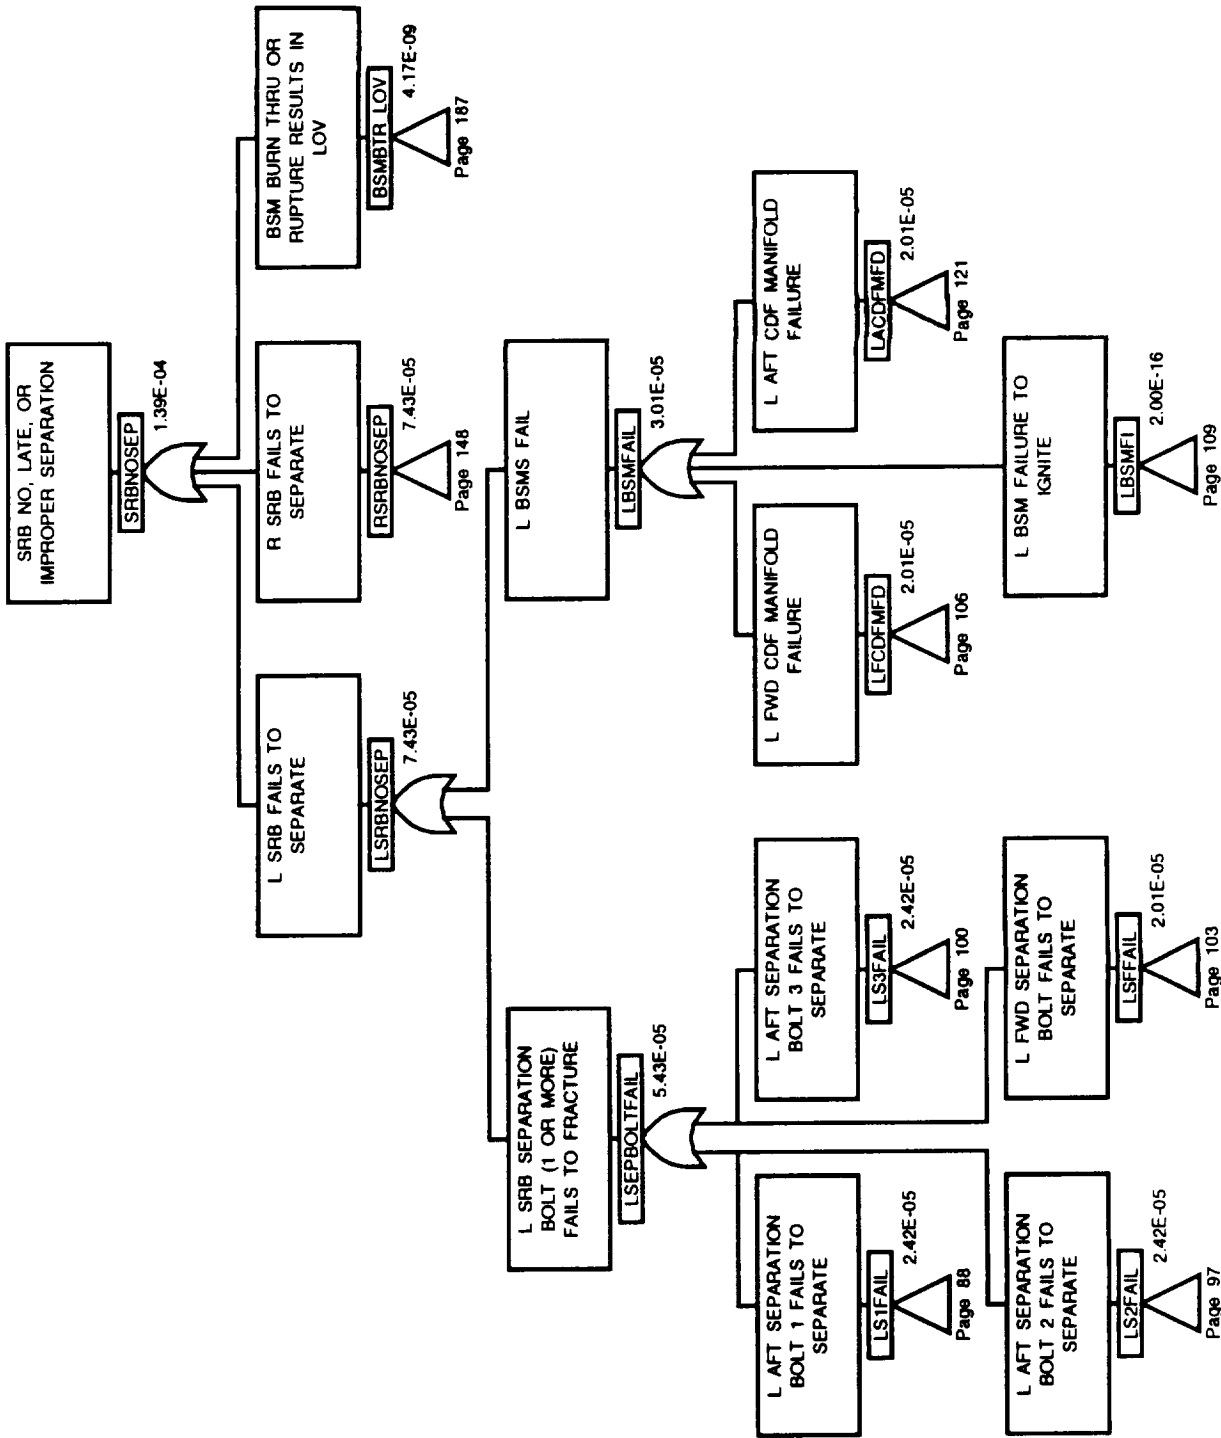 SRB NO, LATE, OR
IMPROPER SEPARATION
SRBNOSEP
1.39E-04
L SRB FAILS TO
SEPARATE
LSRBNOSEP
7.43E-05
R SRB FAILS TO
SEPARATE
RSRBNOSEP
7.43E-05
Page 148
BSM BURN THRU OR
RUPTURE RESULTS IN
LOV
BSMBTR LOV
4.17E-09
Page 187
L SRB SEPARATION
BOLT (1 OR MORE)
FAILS TO FRACTURE
LSEPBOLTFAIL
5.43E-05
L BSMS FAIL
LBSMFAIL
3.01E-05
L AFT SEPARATION
BOLT 1 FAILS TO
SEPARATE
LS1FAIL
2.42E-05
Page 88
L AFT SEPARATION
BOLT 3 FAILS TO
SEPARATE
LS3FAIL
2.42E-05
Page 100
L FWD CDF MANIFOLD
FAILURE
LFCDFMFD
2.01E-05
Page 106
L AFT CDF MANIFOLD
FAILURE
LACDFMFD
2.01E-05
Page 121
L AFT SEPARATION
BOLT 2 FAILS TO
SEPARATE
LS2FAIL
2.42E-05
Page 97
L FWD SEPARATION
BOLT FAILS TO
SEPARATE
LSFFAIL
2.01E-05
Page 103
L BSM FAILURE TO
IGNITE
LBSMFI
2.00E-16
Page 109